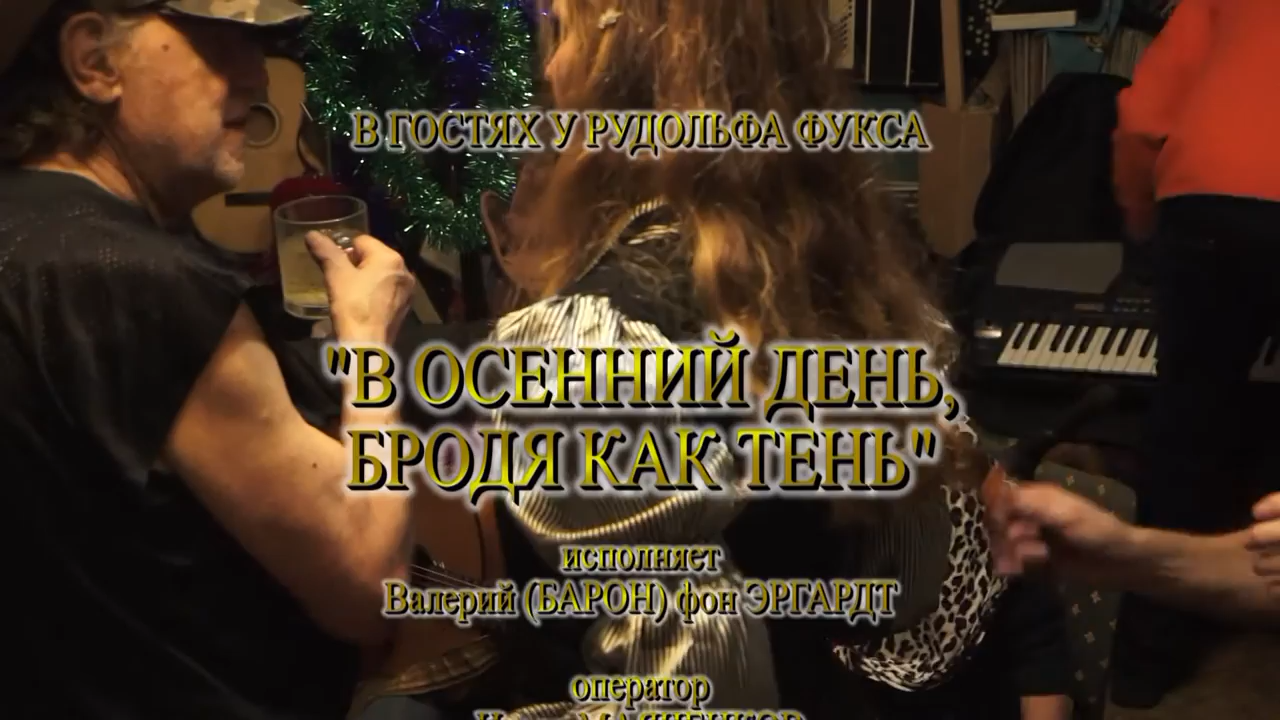 В ГОСТЯХ У РУДОЛЬФА ФУКСА
"В ОСЕННИЙ ДЕНЬ,
БРОДЯ КАК ТЕНЬ"
исполняет
Валерий (БАРОН) фон ЭРГАРДТ
оператор